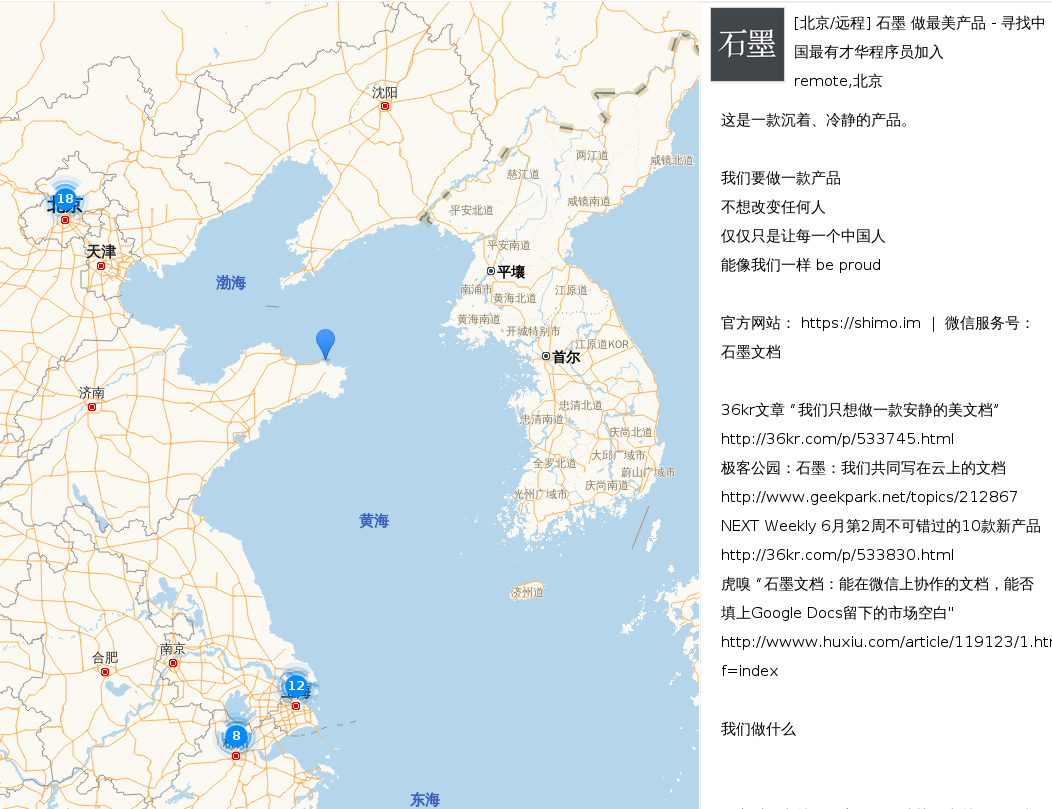 沈阳
两江道
咸镜北道
慈江道
18
北京
咸镜南道
平安北道
天津
平安南道
平壤
渤海
南浦市
江原道
黄海北道
黄海南道
开城特别市
江原道KOR
首尔
济南
忠清北道
忠清南道
庆尚北道
大邱广域市
全罗北道
蔚山广域市
庆尚南道
光州广域市
黄海
济州道
南京
合肥
12
上海
8
东海
石墨
[北京/远程] 石墨 做最美产品 - 寻找中
国最有才华程序员加入
remote,北京
这是一款沉着、冷静的产品。
我们要做一款产品
不想改变任何人
仅仅只是让每一个中国人
能像我们一样 be proud
官方网站： https://shimo.im ｜ 微信服务号：
石墨文档
36kr文章 “我们只想做一款安静的美文档”
http://36kr.com/p/533745.html
极客公园：石墨：我们共同写在云上的文档
http://www.geekpark.net/topics/212867
NEXT Weekly 6月第2周不可错过的10款新产品
http://36kr.com/p/533830.html
虎嗅 “ 石墨文档：能在微信上协作的文档，能否
填上Google Docs留下的市场空白"
http://wwww.huxiu.com/article/119123/1.htm
f=index
我们做什么